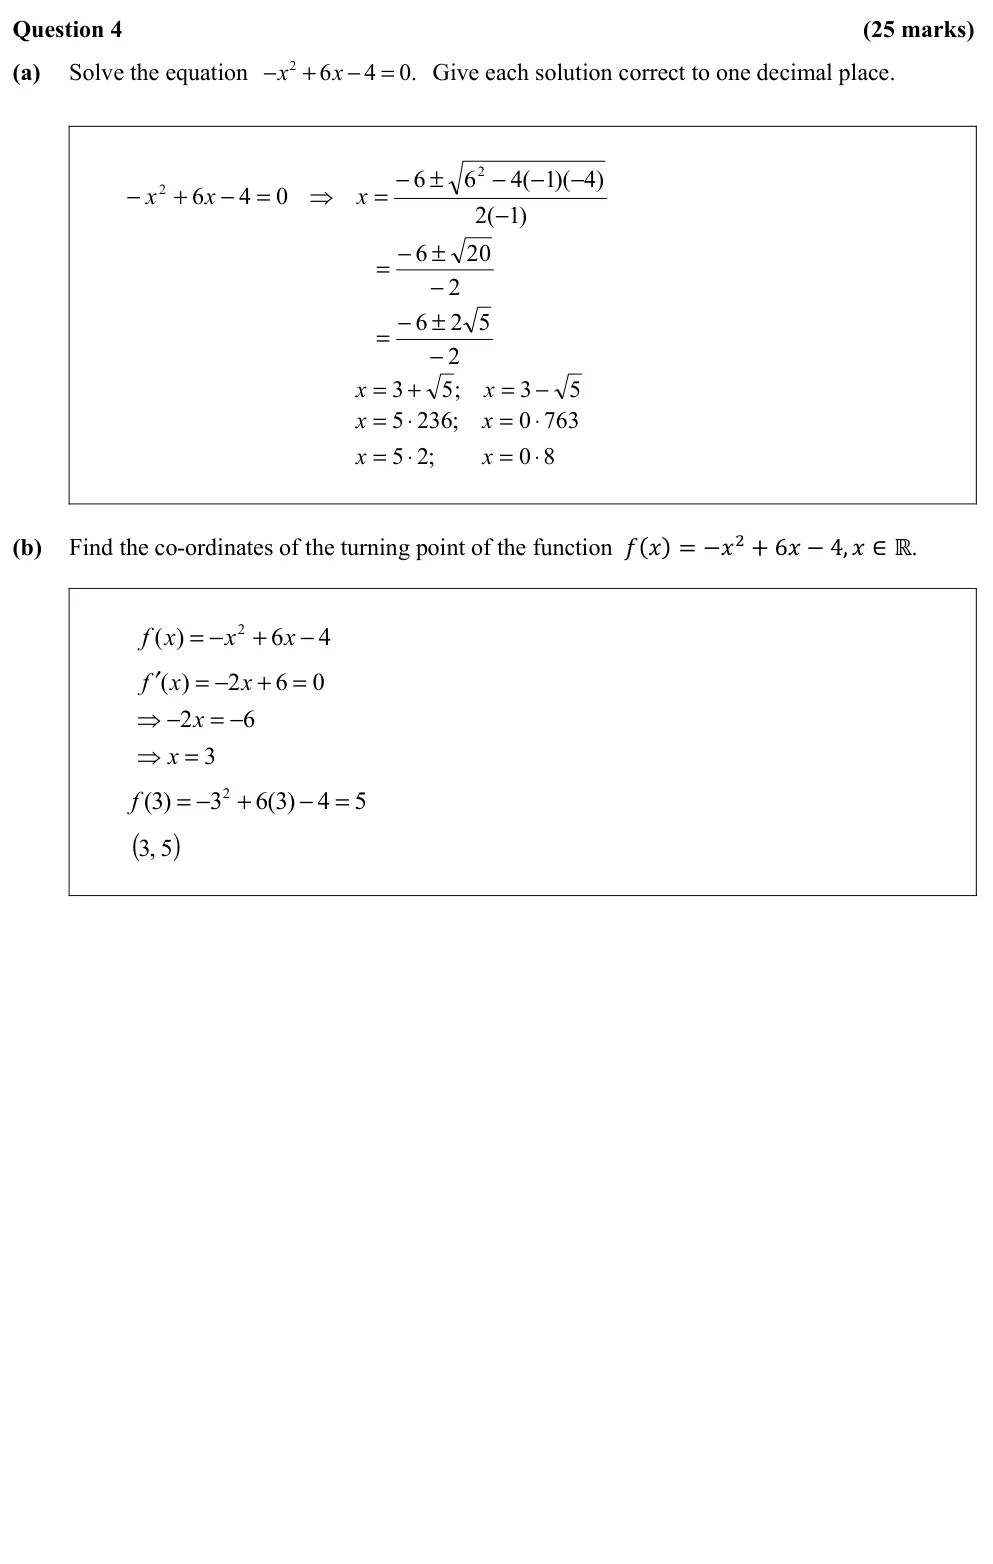 Question 4 (25 marks)
(a) Solve the equation −x² + 6x − 4 = 0. Give each solution correct to one decimal place.
−x² + 6x − 4 = 0 ⇒ x = (−6 ± √(6² − 4(−1)(−4))) / 2(−1)
= (−6 ± √20) / −2
= (−6 ± 2√5) / −2
x = 3 + √5; x = 3 − √5
x = 5·236; x = 0·763
x = 5·2; x = 0·8
(b) Find the co-ordinates of the turning point of the function f(x) = −x² + 6x − 4, x ∈ ℝ.
f(x) = −x² + 6x − 4
f′(x) = −2x + 6 = 0
⇒ −2x = −6
⇒ x = 3
f(3) = −3² + 6(3) − 4 = 5
(3, 5)